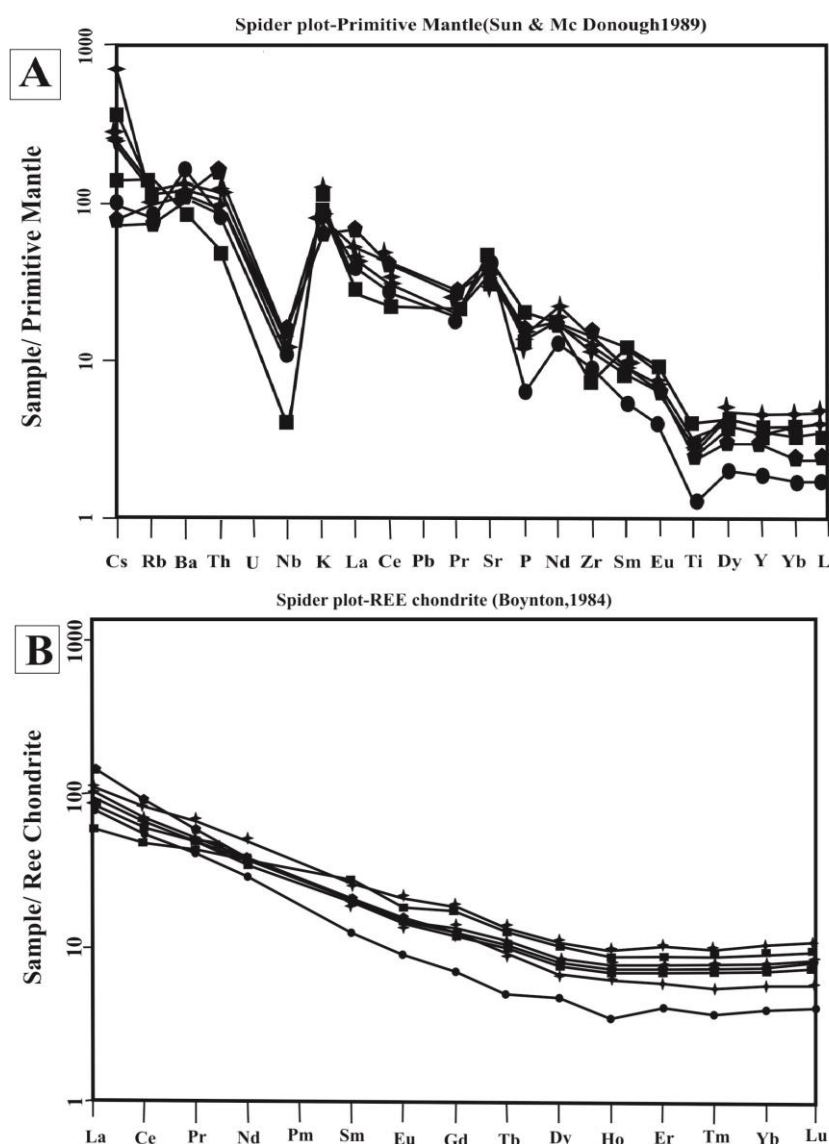 Spider plot-Primitive Mantle(Sun & Mc Donough1989)
A
Sample/ Primitive Mantle
1000
100
10
1
Cs Rb Ba Th U Nb K La Ce Pb Pr Sr P Nd Zr Sm Eu Ti Dy Y Yb L
Spider plot-REE chondrite (Boynton,1984)
B
Sample/ Ree Chondrite
1000
100
10
1
La Ce Pr Nd Pm Sm Eu Gd Tb Dy Ho Er Tm Yb Lu